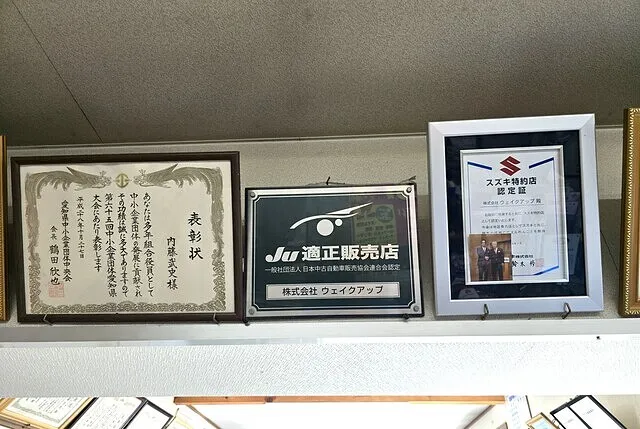 表彰状
内藤武史様
あなたは多年組合役員として
中小企業団体の発展に貢献され
その功績は誠に多大でありますので
第六十五回中小企業団体愛知県
大会にあたり表彰します
平成二十八年十月二十七日
愛知県中小企業団体中央会
会長 鶴田欣也
Ju 適正販売店
一般社団法人 日本中古自動車販売協会連合会認定
株式会社 ウェイクアップ
スズキ特約店
認定証
株式会社 ウェイクアップ 殿